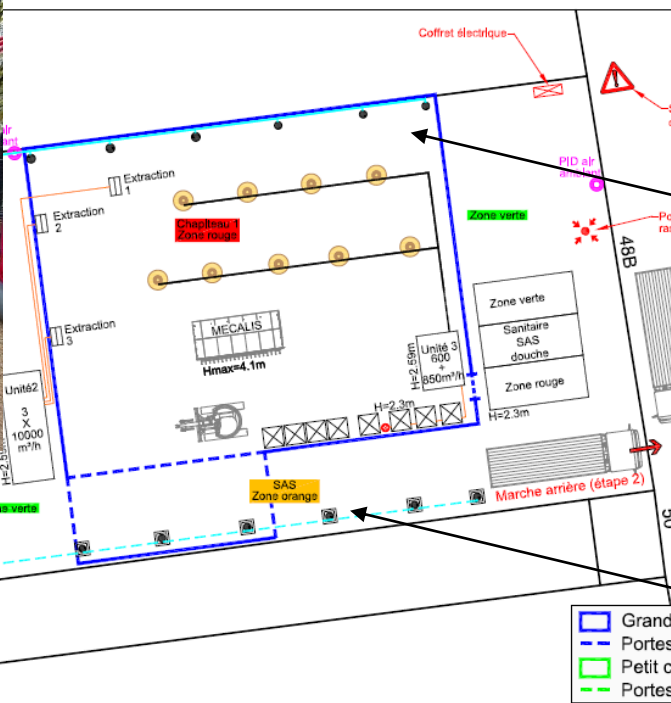 Coffret électrique
PID air
ambiant
Extraction
1
Extraction
2
Extraction
3
Chapiteau 1
Zone rouge
Zone verte
48B
MECALIS
Hmax=4.1m
Unité 3
600
+
850m³/h
H=2.59m
H=2.3m
Zone verte
Sanitaire
SAS
douche
Zone rouge
H=2.3m
Unité2
3
X
10000
m³/h
verte
SAS
Zone orange
Marche arrière (étape 2)
Grand
Portes
Petit
Portes